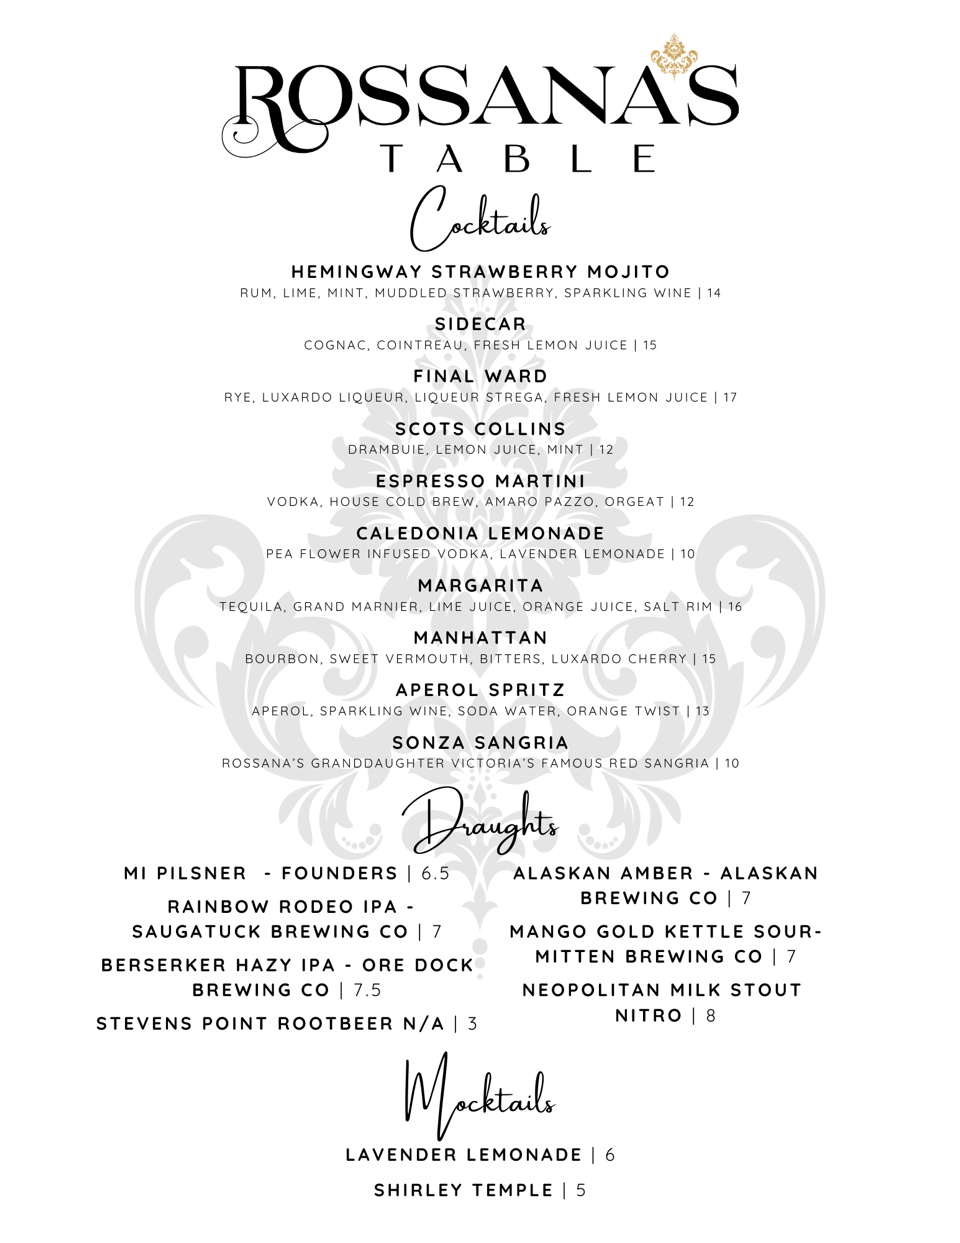 ROSSANA'S
TABLE
Cocktails
HEMINGWAY STRAWBERRY MOJITO
RUM, LIME, MINT, MUDDLED STRAWBERRY, SPARKLING WINE | 14
SIDECAR
COGNAC, COINTREAU, FRESH LEMON JUICE | 15
FINAL WARD
RYE, LUXARDO LIQUEUR, LIQUEUR STREGA, FRESH LEMON JUICE | 17
SCOTS COLLINS
DRAMBUIE, LEMON JUICE, MINT | 12
ESPRESSO MARTINI
VODKA, HOUSE COLD BREW, AMARO PAZZO, ORGEAT | 12
CALEDONIA LEMONADE
PEA FLOWER INFUSED VODKA, LAVENDER LEMONADE | 10
MARGARITA
TEQUILA, GRAND MARNIER, LIME JUICE, ORANGE JUICE, SALT RIM | 16
MANHATTAN
BOURBON, SWEET VERMOUTH, BITTERS, LUXARDO CHERRY | 15
APEROL SPRITZ
APEROL, SPARKLING WINE, SODA WATER, ORANGE TWIST | 13
SONZA SANGRIA
ROSSANA'S GRANDDAUGHTER VICTORIA'S FAMOUS RED SANGRIA | 10
Draughts
MI PILSNER - FOUNDERS | 6.5
RAINBOW RODEO IPA -
SAUGATUCK BREWING CO | 7
BERSERKER HAZY IPA - ORE DOCK
BREWING CO | 7.5
STEVENS POINT ROOTBEER N/A | 3
ALASKAN AMBER - ALASKAN
BREWING CO | 7
MANGO GOLD KETTLE SOUR-
MITTEN BREWING CO | 7
NEOPOLITAN MILK STOUT
NITRO | 8
Mocktails
LAVENDER LEMONADE | 6
SHIRLEY TEMPLE | 5